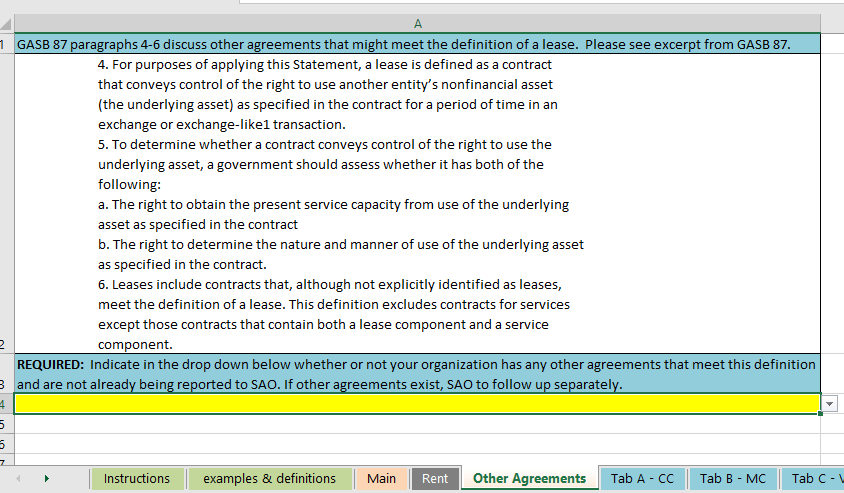 A
1 GASB 87 paragraphs 4-6 discuss other agreements that might meet the definition of a lease.  Please see excerpt from GASB 87.
4. For purposes of applying this Statement, a lease is defined as a contract
that conveys control of the right to use another entity's nonfinancial asset
(the underlying asset) as specified in the contract for a period of time in an
exchange or exchange-like1 transaction.
5. To determine whether a contract conveys control of the right to use the
underlying asset, a government should assess whether it has both of the
following:
a. The right to obtain the present service capacity from use of the underlying
asset as specified in the contract
b. The right to determine the nature and manner of use of the underlying asset
as specified in the contract.
6. Leases include contracts that, although not explicitly identified as leases,
meet the definition of a lease. This definition excludes contracts for services
except those contracts that contain both a lease component and a service
2 component.
REQUIRED:  Indicate in the drop down below whether or not your organization has any other agreements that meet this definition
3 and are not already being reported to SAO. If other agreements exist, SAO to follow up separately.
4
5
6
7
Instructions examples & definitions Main Rent Other Agreements Tab A - CC Tab B - MC Tab C -